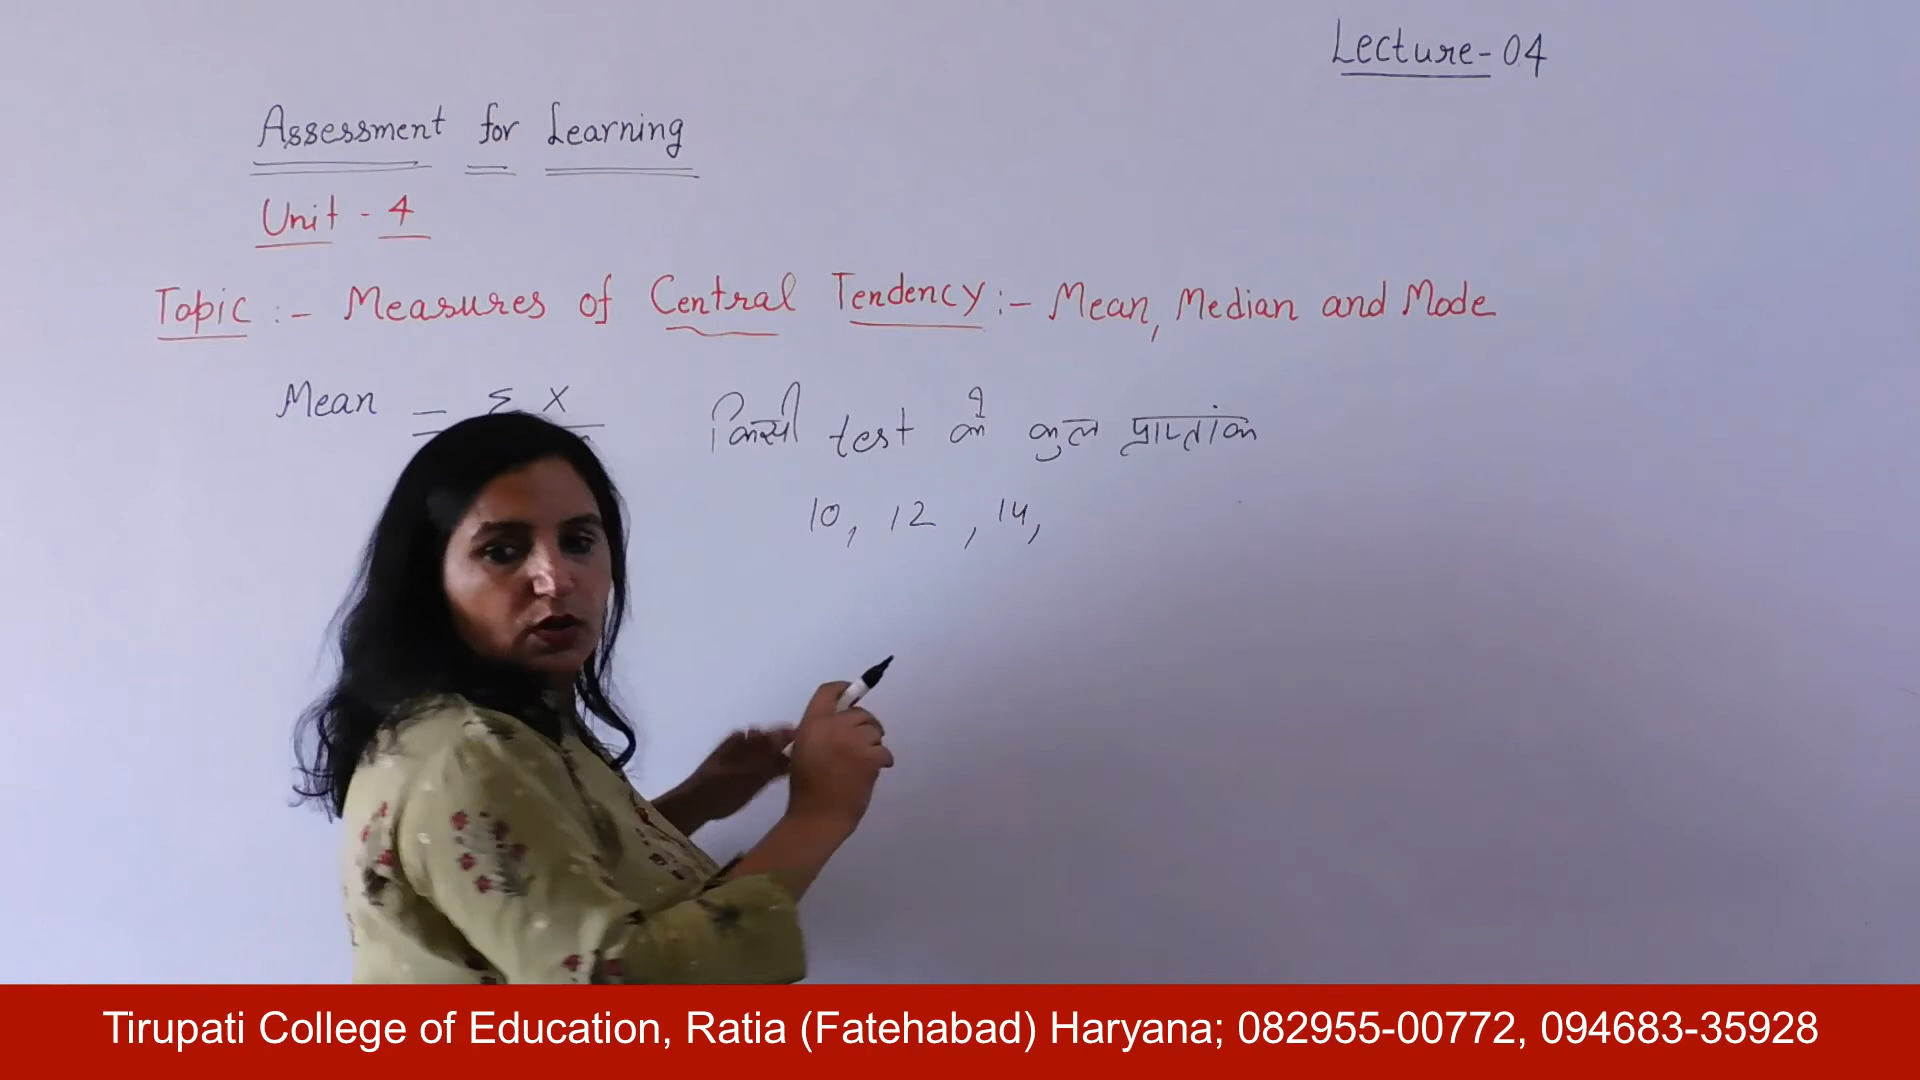 Lecture-04
Assessment for Learning
Unit - 4
Topic :- Measures of Central Tendency :- Mean, Median and Mode
Mean = Σ X
किसी test के कुल प्राप्तांक
10, 12, 14,
Tirupati College of Education, Ratia (Fatehabad) Haryana; 082955-00772, 094683-35928